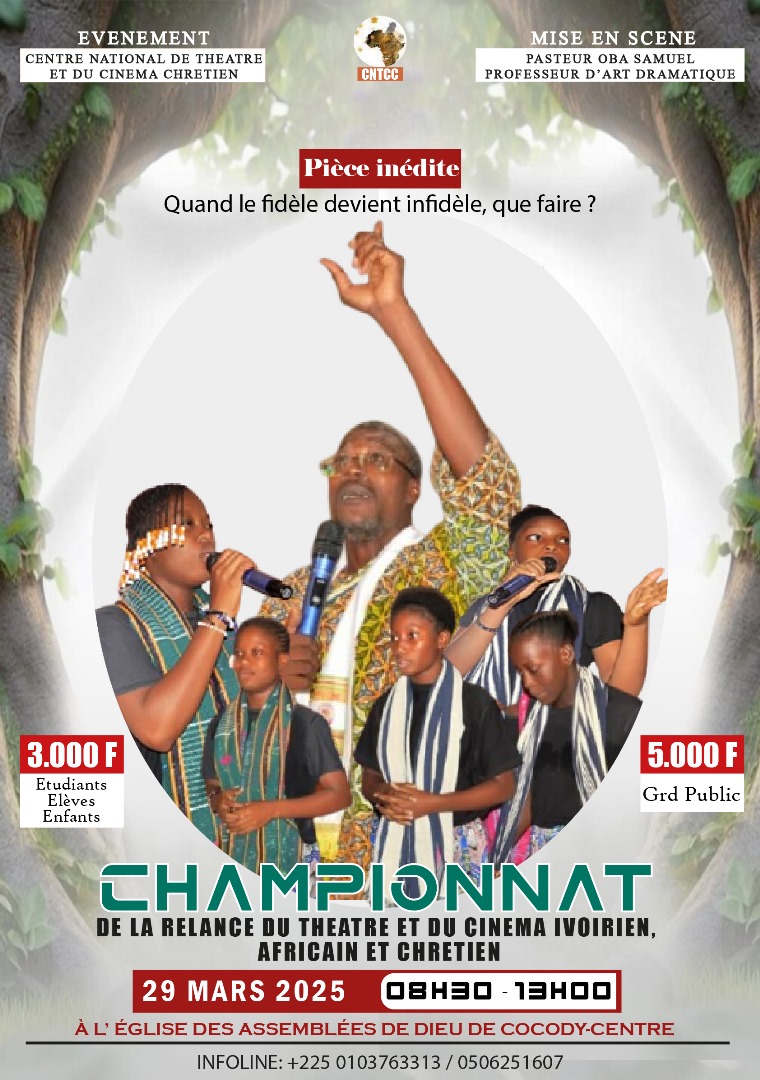 EVENEMENT
CENTRE NATIONAL DE THEATRE
ET DU CINEMA CHRETIEN
CNTCC
MISE EN SCENE
PASTEUR OBA SAMUEL
PROFESSEUR D'ART DRAMATIQUE
Pièce inédite
Quand le fidèle devient infidèle, que faire ?
3.000 F
Etudiants
Elèves
Enfants
5.000 F
Grd Public
CHAMPIONNAT
DE LA RELANCE DU THEATRE ET DU CINEMA IVOIRIEN,
AFRICAIN ET CHRETIEN
29 MARS 2025 08H30 - 13H00
À L' ÉGLISE DES ASSEMBLÉES DE DIEU DE COCODY-CENTRE
INFOLINE: +225 0103763313 / 0506251607